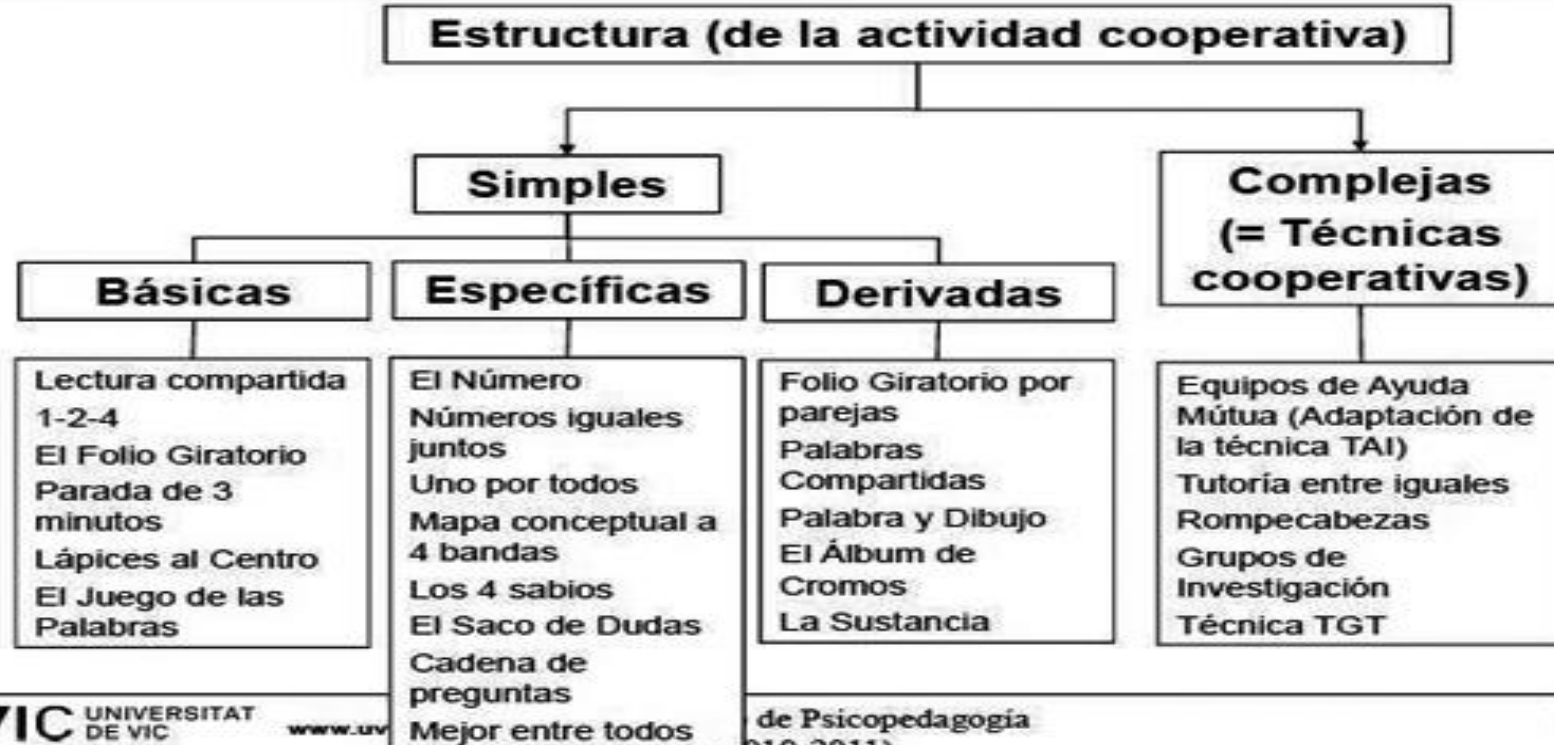 Estructura (de la actividad cooperativa)
Simples
Complejas
(= Técnicas
cooperativas)
Básicas
Específicas
Derivadas
Lectura compartida
1-2-4
El Folio Giratorio
Parada de 3
minutos
Lápices al Centro
El Juego de las
Palabras
El Número
Números iguales
juntos
Uno por todos
Mapa conceptual a
4 bandas
Los 4 sabios
El Saco de Dudas
Cadena de
preguntas
Mejor entre todos
Folio Giratorio por
parejas
Palabras
Compartidas
Palabra y Dibujo
El Álbum de
Cromos
La Sustancia
Equipos de Ayuda
Mútua (Adaptación de
la técnica TAI)
Tutoría entre iguales
Rompecabezas
Grupos de
Investigación
Técnica TGT
VIC UNIVERSITAT
DE VIC
www.uv
de Psicopedagogía